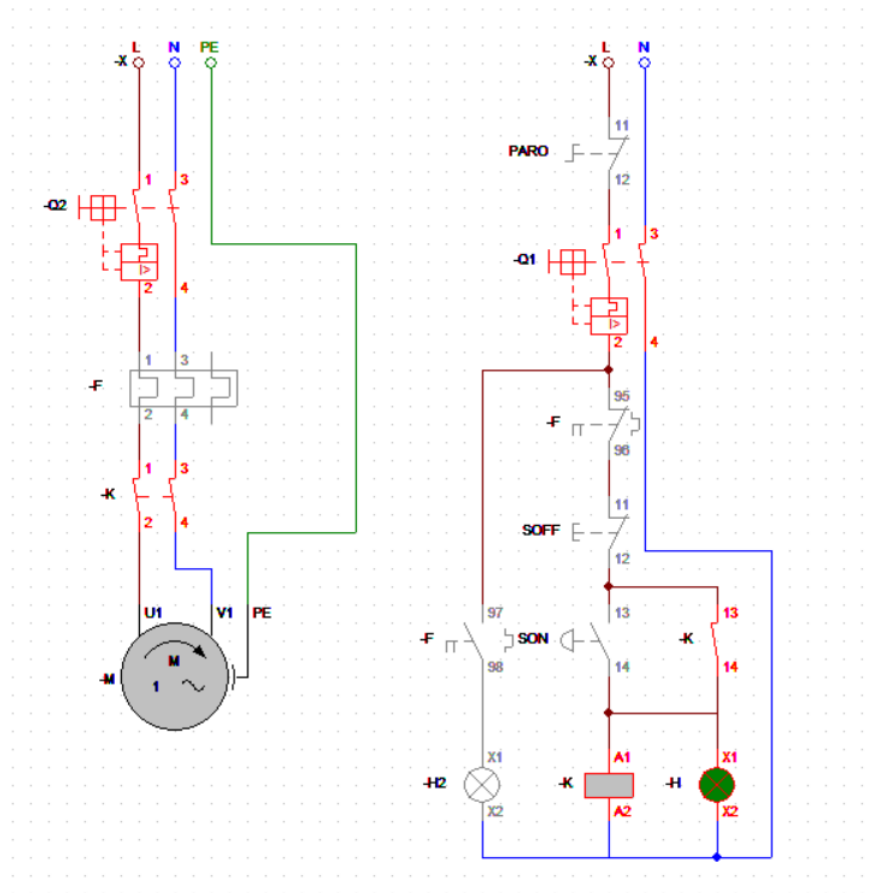 L N PE
-X
1 3
-Q2
2 4
1 3
-F
2 4
1 3
-K
2 4
U1 V1 PE
M
1
-M
L N
-X
11
PARO
12
1 3
-Q1
2 4
95
-F
96
11
SOFF
12
97 13 13
-F SON -K
98 14 14
X1 A1 X1
-H2 -K -H
X2 A2 X2